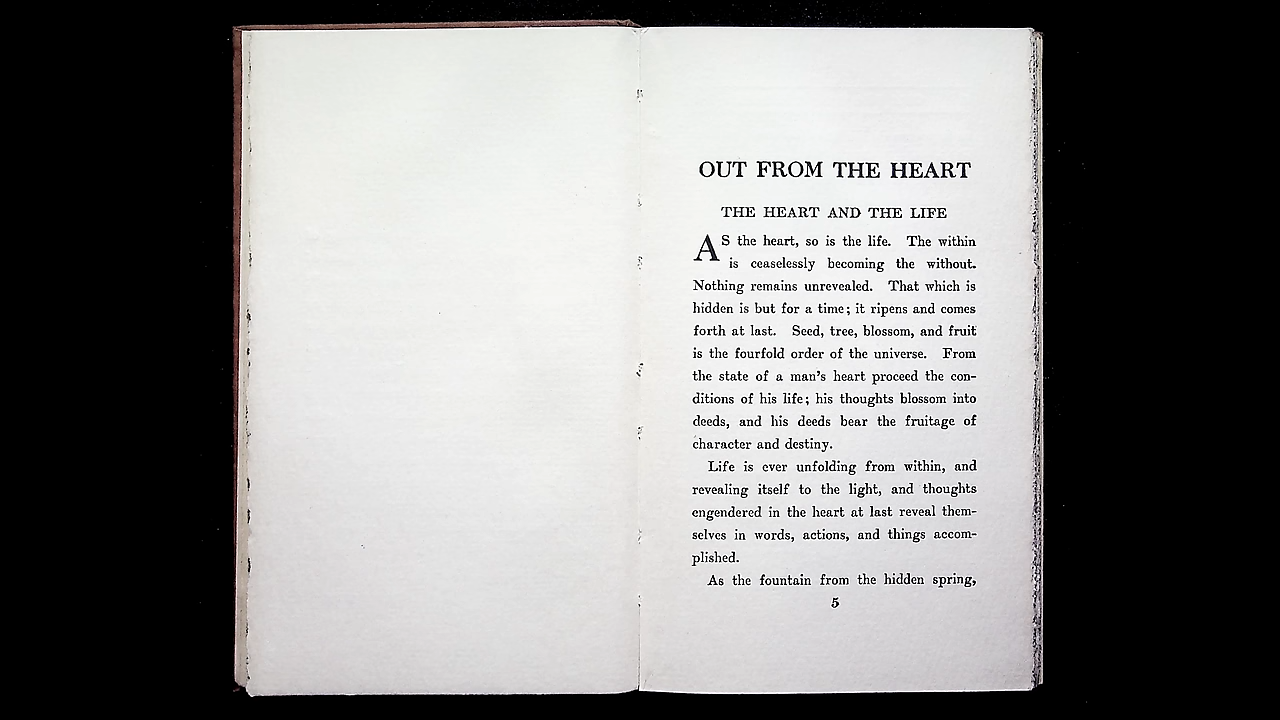 OUT FROM THE HEART
THE HEART AND THE LIFE
AS the heart, so is the life. The within
is ceaselessly becoming the without.
Nothing remains unrevealed. That which is
hidden is but for a time; it ripens and comes
forth at last. Seed, tree, blossom, and fruit
is the fourfold order of the universe. From
the state of a man's heart proceed the con-
ditions of his life; his thoughts blossom into
deeds, and his deeds bear the fruitage of
character and destiny.
Life is ever unfolding from within, and
revealing itself to the light, and thoughts
engendered in the heart at last reveal them-
selves in words, actions, and things accom-
plished.
As the fountain from the hidden spring,
5